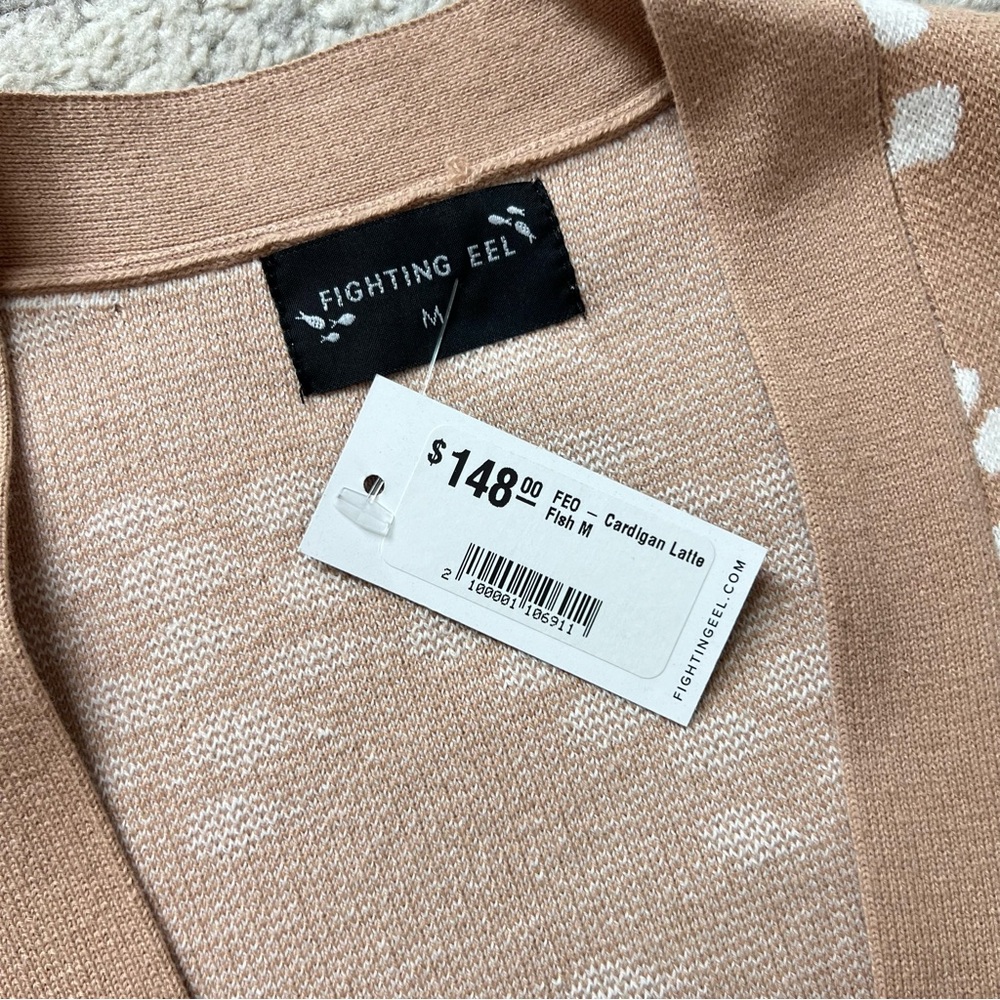 FIGHTING EEL
M
$148.00 FEO – Cardigan Latte
Fish M
2 100001 106911
FIGHTINGEEL.COM